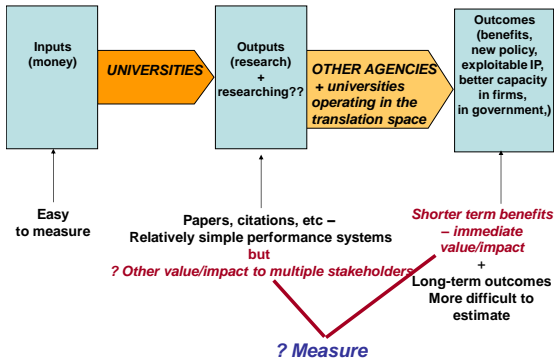 Inputs
(money)
UNIVERSITIES
Outputs
(research)
+
researching??
OTHER AGENCIES
+ universities
operating in the
translation space
Outcomes
(benefits,
new policy,
exploitable IP,
better capacity
in firms,
in government,)
Easy
to measure
Papers, citations, etc –
Relatively simple performance systems
but
? Other value/impact to multiple stakeholders
Shorter term benefits
– immediate
value/impact
+
Long-term outcomes
More difficult to
estimate
? Measure